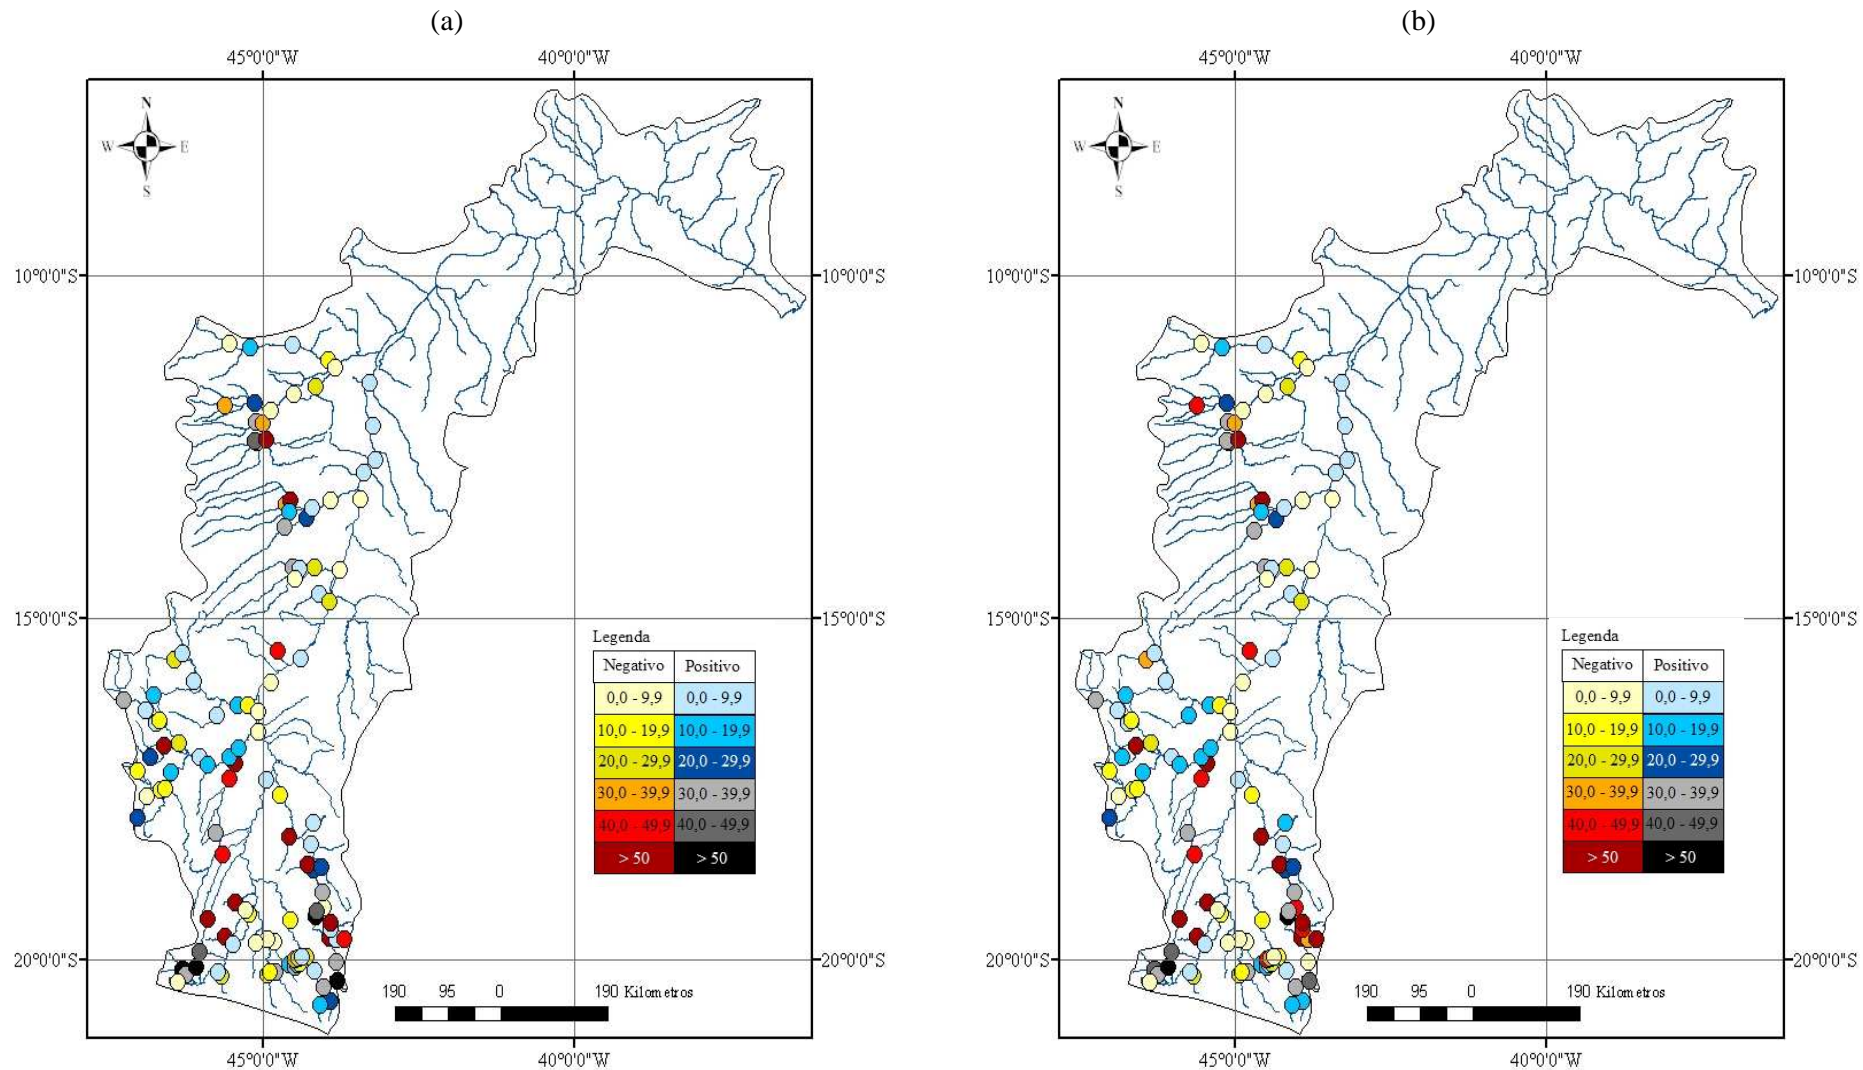 (a)
(b)
45°0'0"W 40°0'0"W
45°0'0"W 40°0'0"W
N
W E
S
N
W E
S
10°0'0"S 10°0'0"S
10°0'0"S 10°0'0"S
15°0'0"S 15°0'0"S
15°0'0"S 15°0'0"S
Legenda
Negativo Positivo
0,0 - 9,9 0,0 - 9,9
10,0 - 19,9 10,0 - 19,9
20,0 - 29,9 20,0 - 29,9
30,0 - 39,9 30,0 - 39,9
40,0 - 49,9 40,0 - 49,9
> 50 > 50
Legenda
Negativo Positivo
0,0 - 9,9 0,0 - 9,9
10,0 - 19,9 10,0 - 19,9
20,0 - 29,9 20,0 - 29,9
30,0 - 39,9 30,0 - 39,9
40,0 - 49,9 40,0 - 49,9
> 50 > 50
20°0'0"S 20°0'0"S
20°0'0"S 20°0'0"S
190 95 0 190 Kilometros
190 95 0 190 Kilometros
45°0'0"W 40°0'0"W
45°0'0"W 40°0'0"W